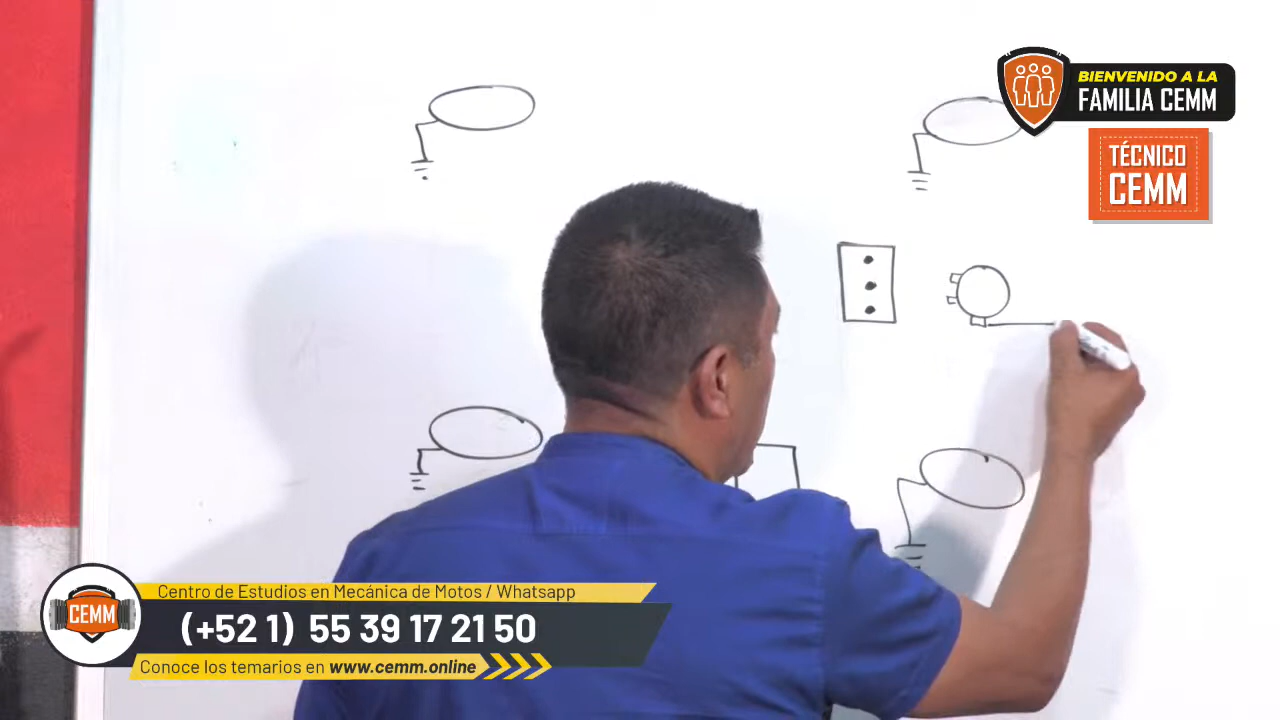 BIENVENIDO A LA
FAMILIA CEMM
TÉCNICO
CEMM
CEMM
Centro de Estudios en Mecánica de Motos / Whatsapp
(+52 1) 55 39 17 21 50
Conoce los temarios en www.cemm.online